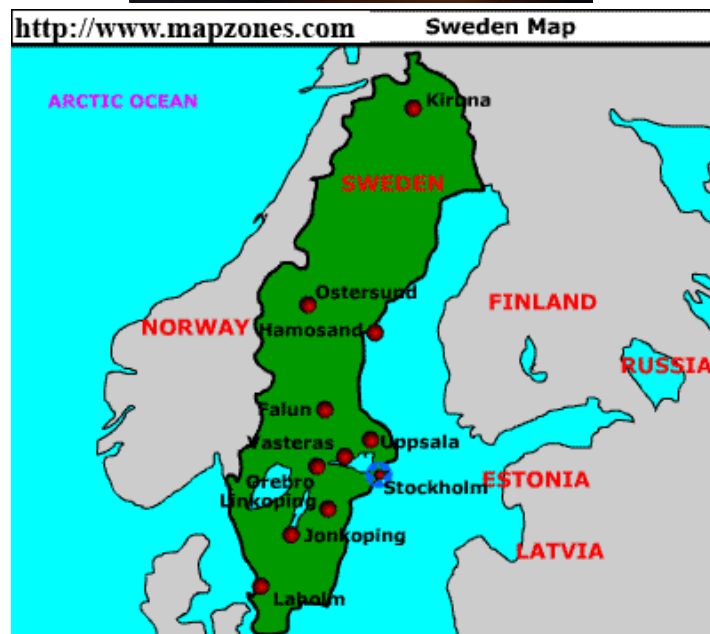 http://www.mapzones.com Sweden Map
ARCTIC OCEAN
Kiruna
SWEDEN
Ostersund
FINLAND
NORWAY
Hamosand
RUSSIA
Falun
Vasteras
Uppsala
Orebro
ESTONIA
Stockholm
Linkoping
Jonkoping
LATVIA
Laholm